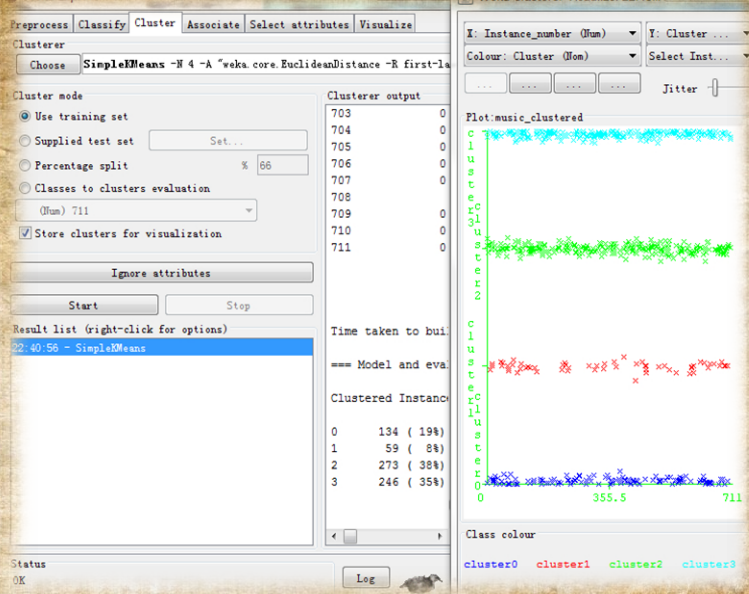 Preprocess Classify Cluster Associate Select attributes Visualize
Clusterer
Choose SimpleKMeans -N 4 -A "weka.core.EuclideanDistance -R first-la
Cluster mode
Use training set
Supplied test set Set...
Percentage split % 66
Classes to clusters evaluation
(Num) 711
Store clusters for visualization
Ignore attributes
Start Stop
Result list (right-click for options)
22:40:56 - SimpleKMeans
Clusterer output
703 0
704 0
705 0
706 0
707 0
708
709 0
710 0
711 0
Time taken to bui
=== Model and eva
Clustered Instanc
0 134 ( 19%)
1 59 ( 8%)
2 273 ( 38%)
3 246 ( 35%)
Status
OK
Log
X: Instance_number (Num) Y: Cluster ...
Colour: Cluster (Nom) Select Inst...
... ... ... ... Jitter
Plot:music_clustered
cluster3
cluster2
cluster1
cluster0
0 355.5 711
Class colour
cluster0 cluster1 cluster2 cluster3